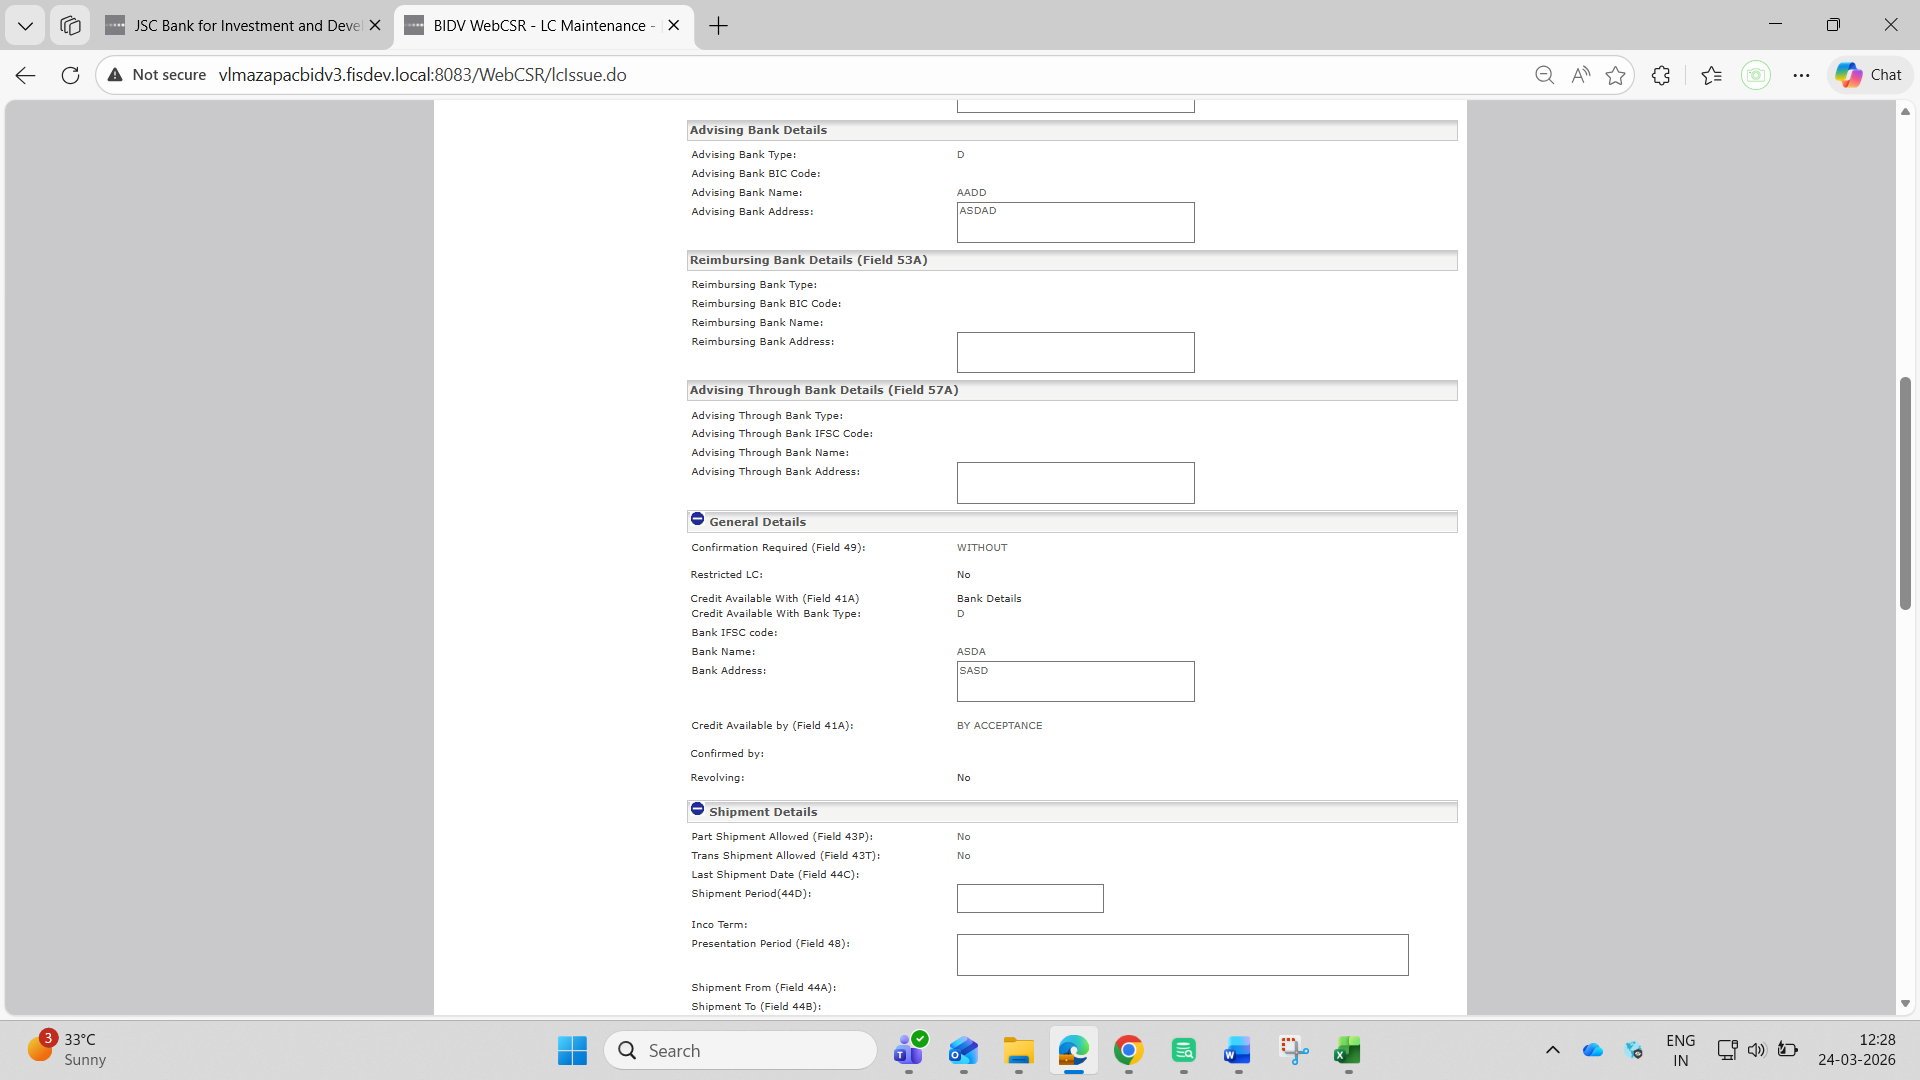 JSC Bank for Investment and Deve
BIDV WebCSR - LC Maintenance -
Not secure
vlmazapacbidv3.fisdev.local:8083/WebCSR/lcIssue.do
Chat
Advising Bank Details
Advising Bank Type: D
Advising Bank BIC Code:
Advising Bank Name: AADD
Advising Bank Address: ASDAD
Reimbursing Bank Details (Field 53A)
Reimbursing Bank Type:
Reimbursing Bank BIC Code:
Reimbursing Bank Name:
Reimbursing Bank Address:
Advising Through Bank Details (Field 57A)
Advising Through Bank Type:
Advising Through Bank IFSC Code:
Advising Through Bank Name:
Advising Through Bank Address:
General Details
Confirmation Required (Field 49): WITHOUT
Restricted LC: No
Credit Available With (Field 41A) Bank Details
Credit Available With Bank Type: D
Bank IFSC code:
Bank Name: ASDA
Bank Address: SASD
Credit Available by (Field 41A): BY ACCEPTANCE
Confirmed by:
Revolving: No
Shipment Details
Part Shipment Allowed (Field 43P): No
Trans Shipment Allowed (Field 43T): No
Last Shipment Date (Field 44C):
Shipment Period(44D):
Inco Term:
Presentation Period (Field 48):
Shipment From (Field 44A):
Shipment To (Field 44B):
3
33°C
Sunny
Search
ENG
IN
12:28
24-03-2026